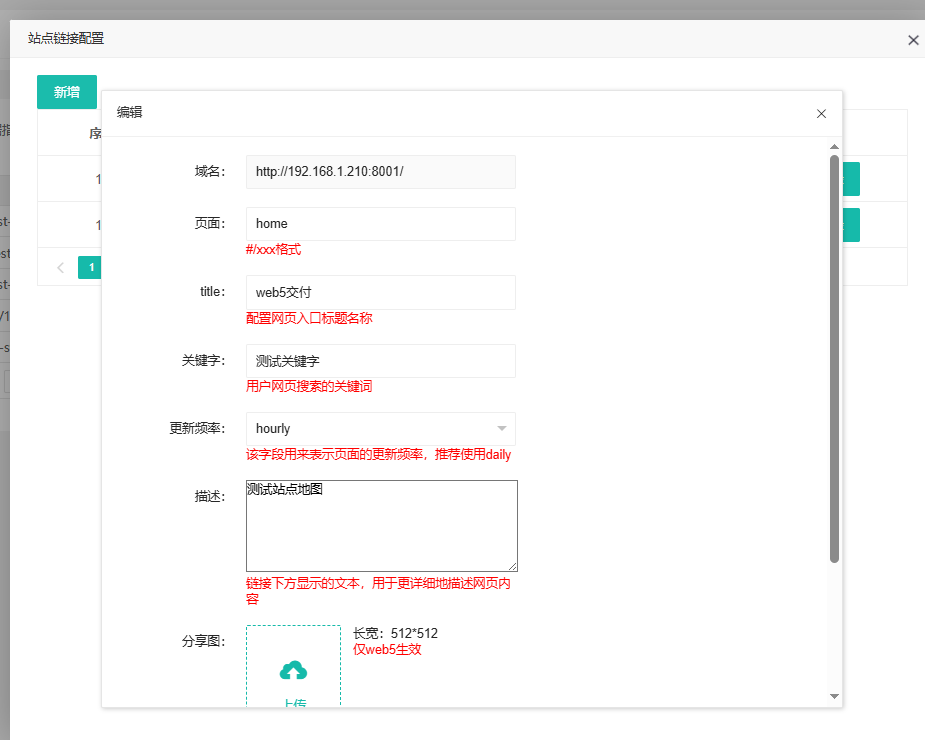 站点链接配置
新增
编辑
域名：
http://192.168.1.210:8001/
页面：
home
#/xxx格式
title：
web5交付
配置网页入口标题名称
关键字：
测试关键字
用户网页搜索的关键词
更新频率：
hourly
该字段用来表示页面的更新频率，推荐使用daily
描述：
测试站点地图
链接下方显示的文本，用于更详细地描述网页内
容
分享图：
长宽：512*512
仅web5生效
上传
序
1
1
1